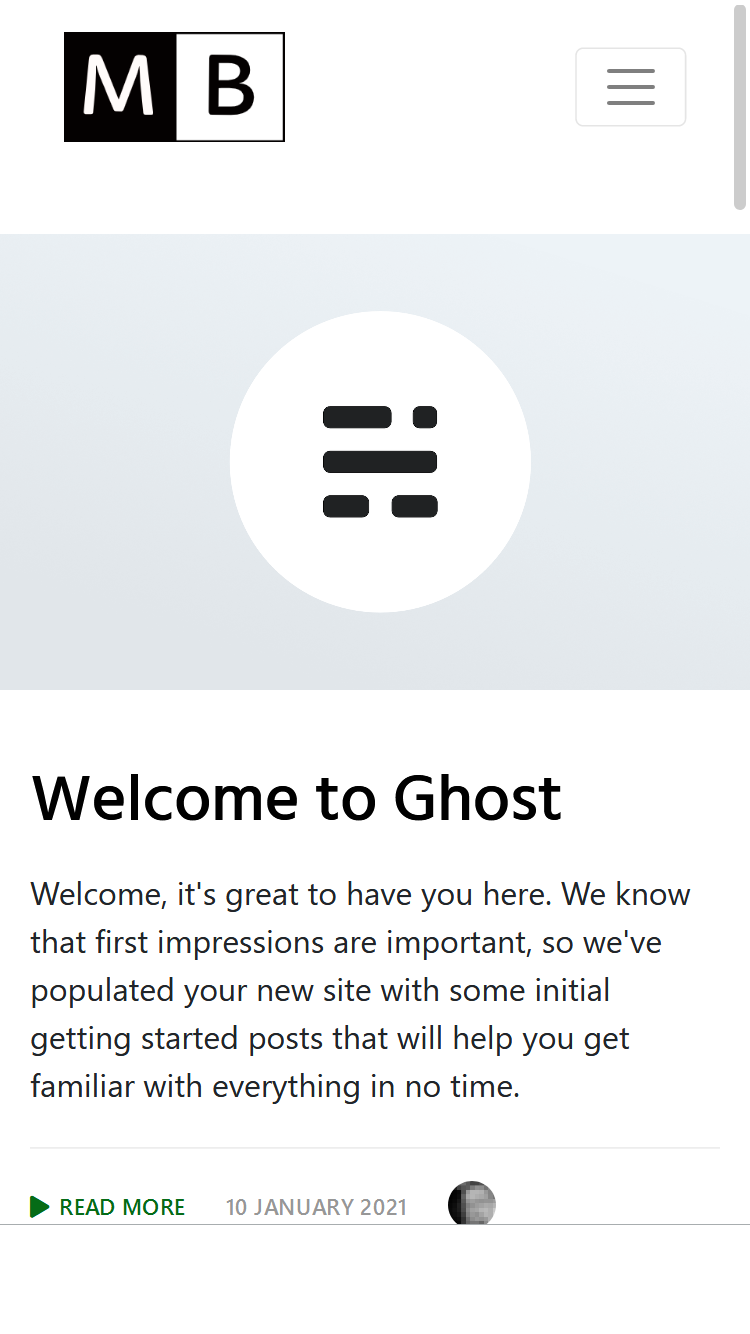 M B
Welcome to Ghost
Welcome, it's great to have you here. We know
that first impressions are important, so we've
populated your new site with some initial
getting started posts that will help you get
familiar with everything in no time.
READ MORE 10 JANUARY 2021